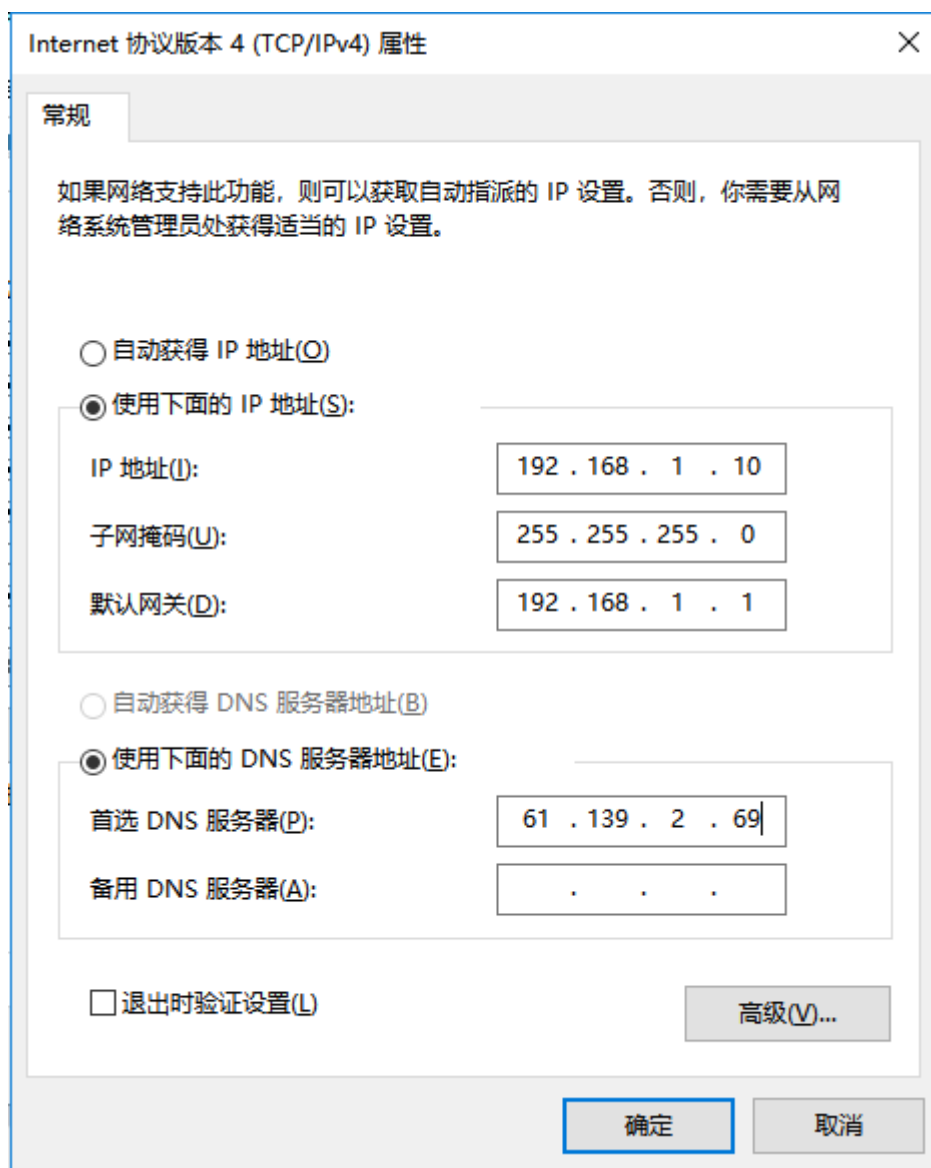 Internet 协议版本 4 (TCP/IPv4) 属性
常规
如果网络支持此功能，则可以获取自动指派的 IP 设置。否则，你需要从网
络系统管理员处获得适当的 IP 设置。
自动获得 IP 地址(O)
使用下面的 IP 地址(S):
IP 地址(I): 192 . 168 . 1 . 10
子网掩码(U): 255 . 255 . 255 . 0
默认网关(D): 192 . 168 . 1 . 1
自动获得 DNS 服务器地址(B)
使用下面的 DNS 服务器地址(E):
首选 DNS 服务器(P): 61 . 139 . 2 . 69
备用 DNS 服务器(A): . . .
退出时验证设置(L)
高级(V)...
确定 取消